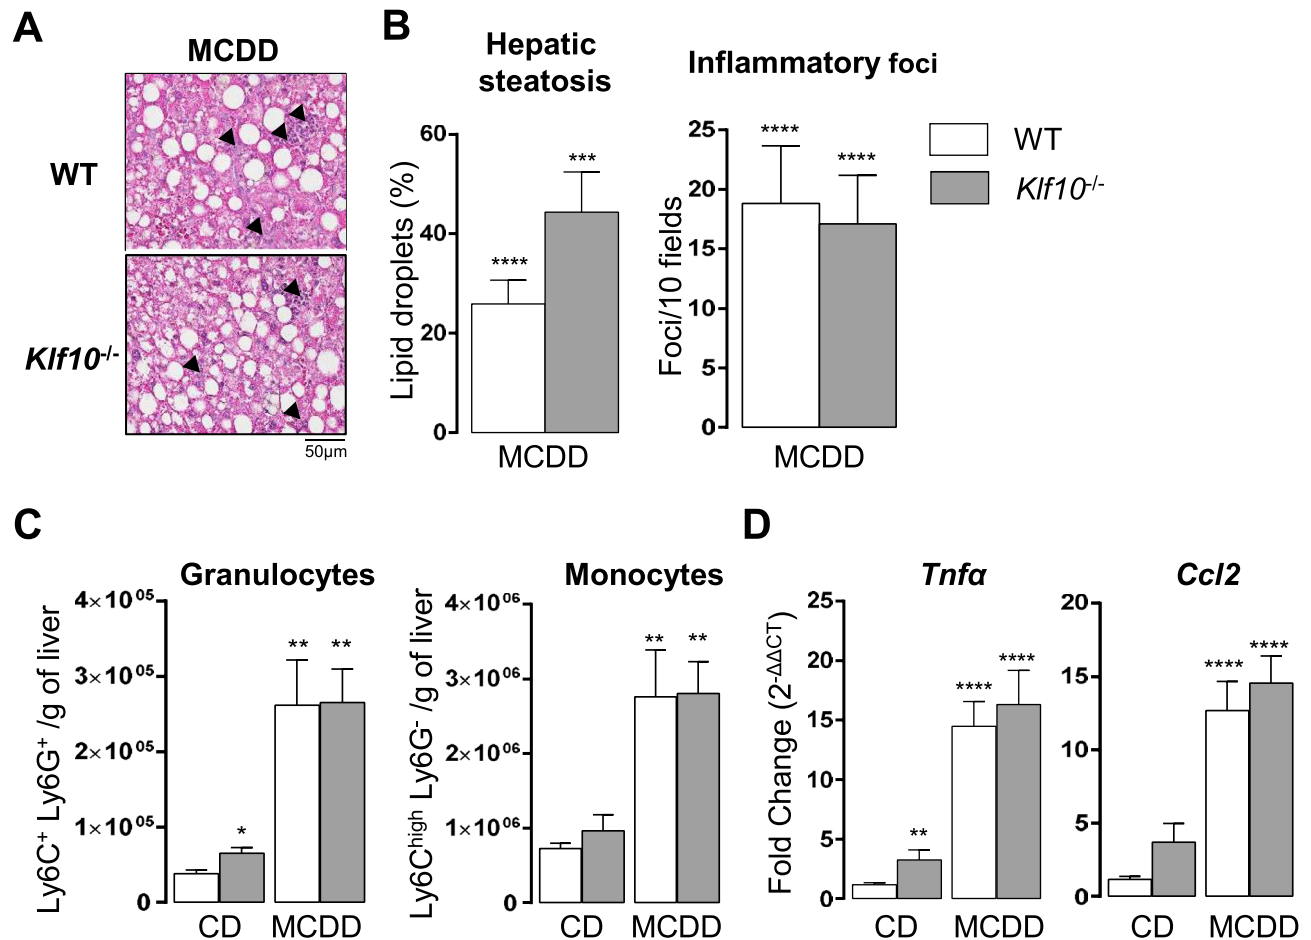 A
MCDD
WT
Klf10-/-
50µm
B
Hepatic
steatosis
Lipid droplets (%)
60
40
20
0
***
****
MCDD
Inflammatory foci
Foci/10 fields
25
20
15
10
5
0
****
****
MCDD
WT
Klf10-/-
C
Granulocytes
Ly6C+ Ly6G+ /g of liver
4×10^05
3×10^05
2×10^05
1×10^05
0
*
** **
CD MCDD
Monocytes
Ly6Chigh Ly6G- /g of liver
4×10^06
3×10^06
2×10^06
1×10^06
0
** **
CD MCDD
D
Tnfα
Fold Change (2-ΔΔCT)
25
20
15
10
5
0
**
****
****
CD MCDD
Ccl2
20
15
10
5
0
****
****
CD MCDD